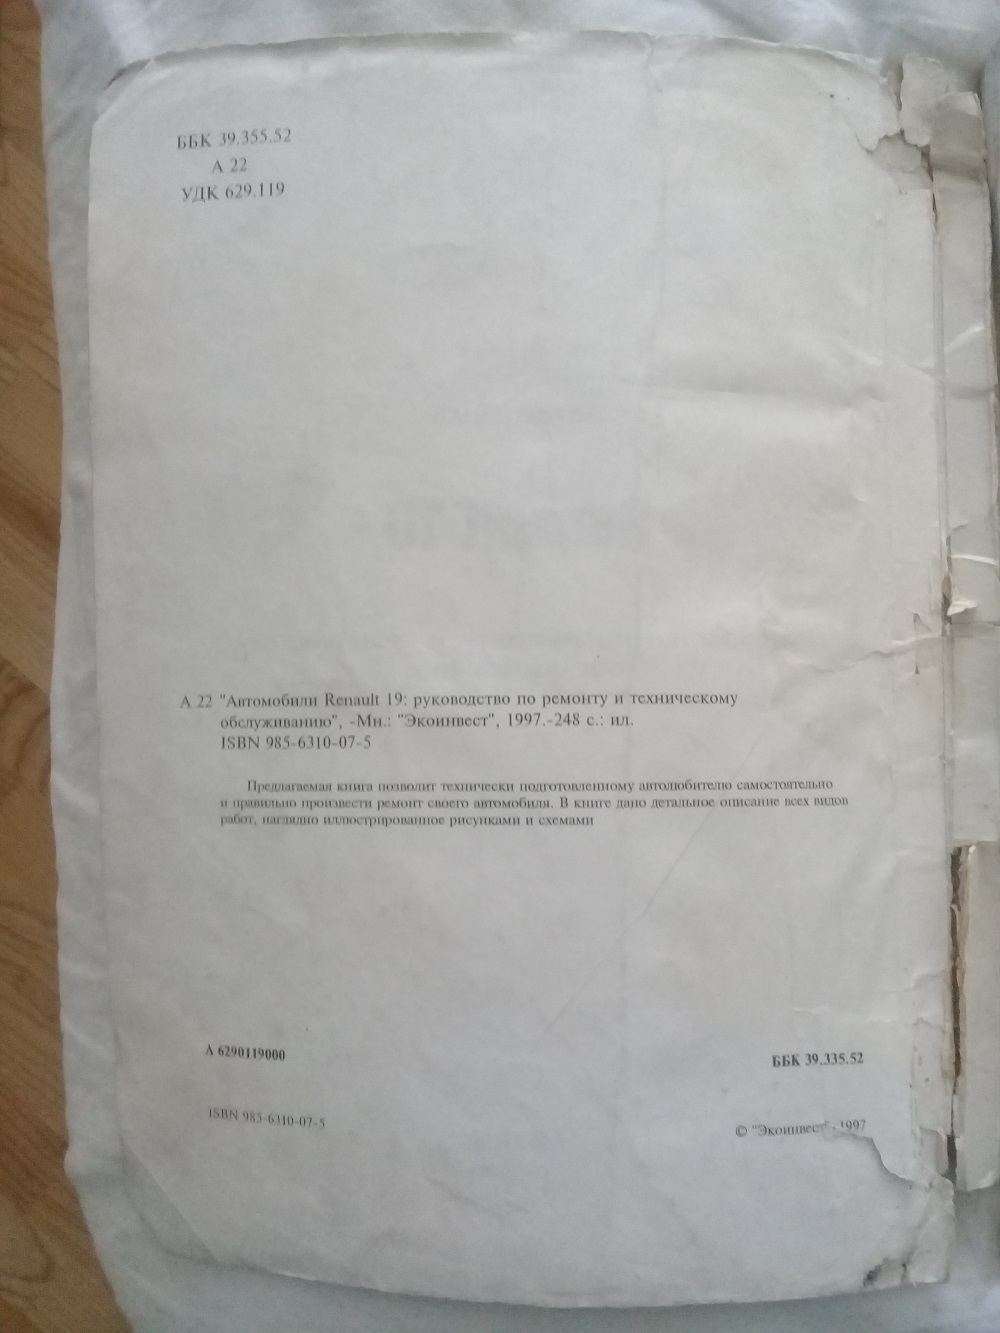 ББК 39.355.52
А 22
УДК 629.119
А 22 "Автомобили Renault 19: руководство по ремонту и техническому
обслуживанию", -Мн.: "Экоинвест", 1997.-248 с.: ил.
ISBN 985-6310-07-5
Предлагаемая книга позволит технически подготовленному автолюбителю самостоятельно
и правильно произвести ремонт своего автомобиля. В книге дано детальное описание всех видов
работ, наглядно иллюстрированное рисунками и схемами
А 6290119000
ББК 39.335.52
ISBN 985-6310-07-5
© "Экоинвест", 1997